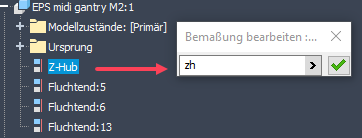 EPS midi gantry M2:1
Modellzustände: [Primär]
Ursprung
Z-Hub
Fluchtend:5
Fluchtend:6
Fluchtend:13
Bemaßung bearbeiten :...
zh